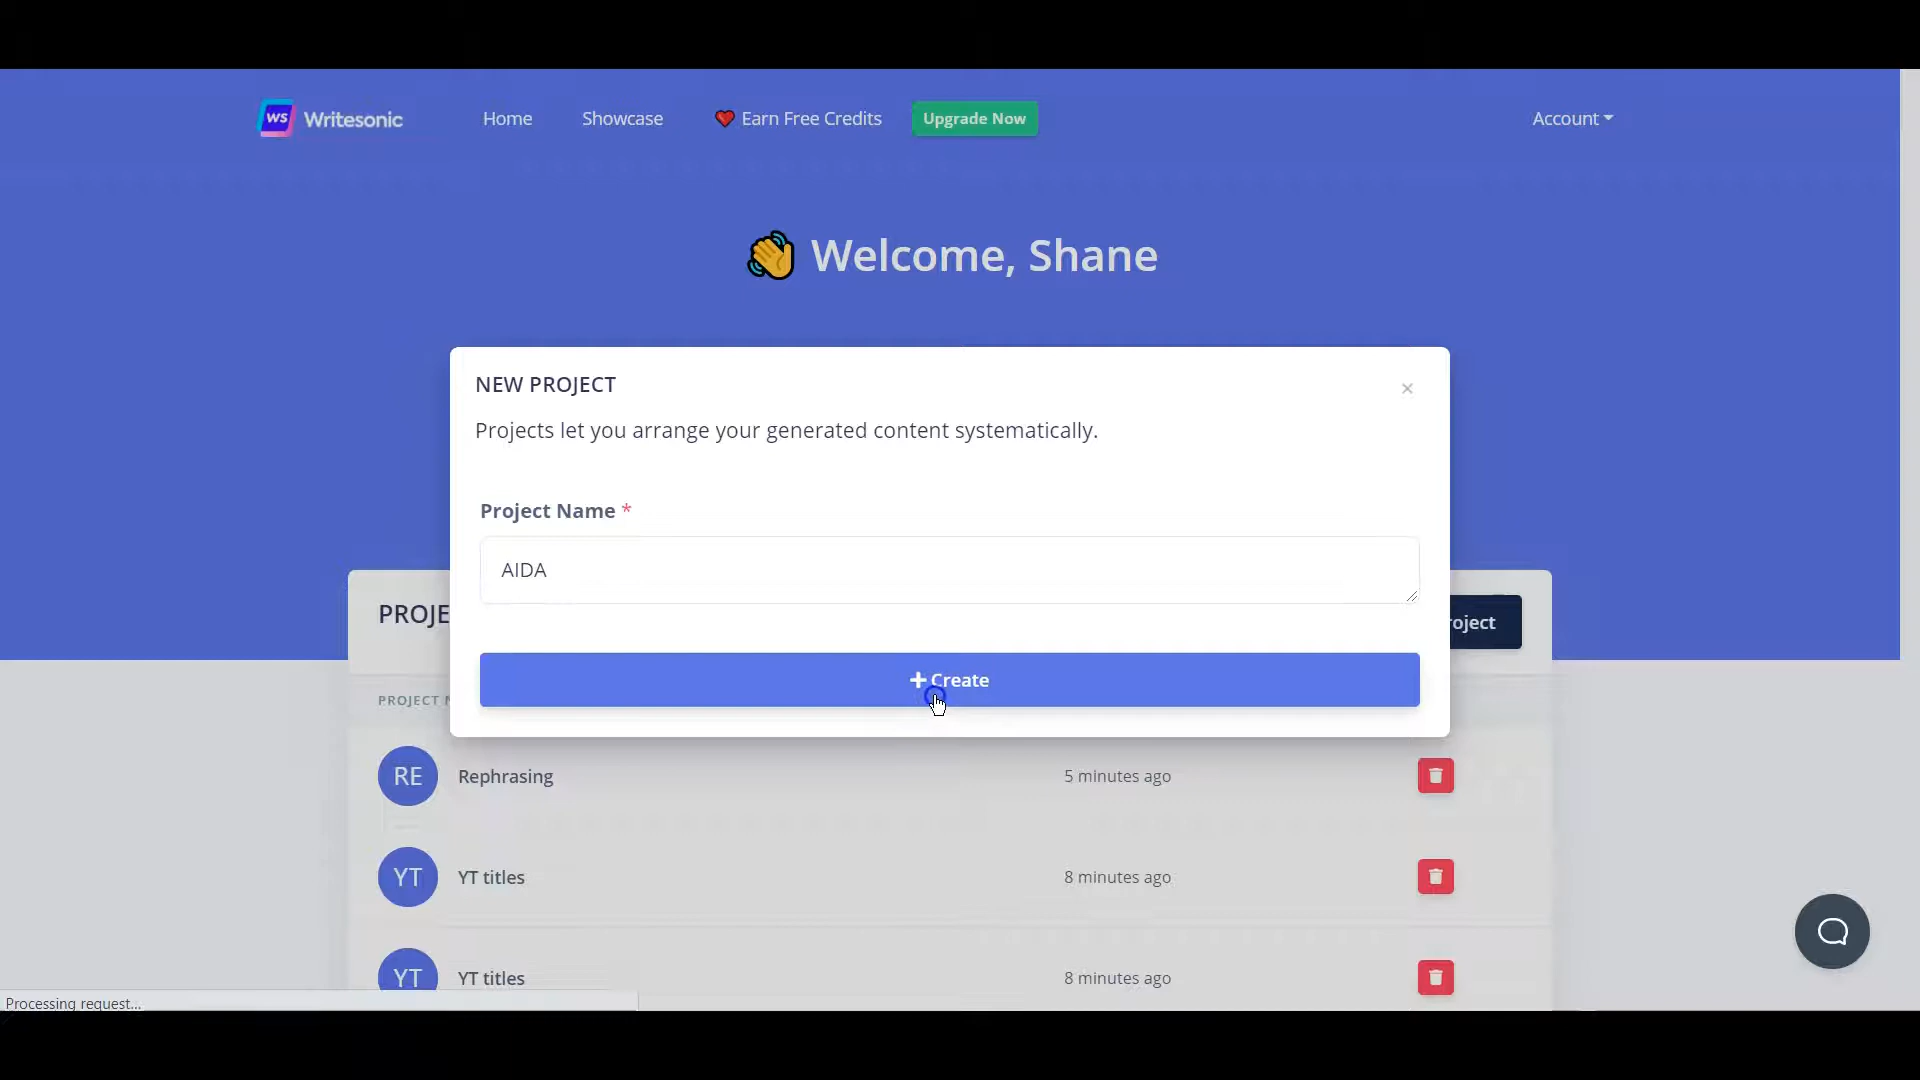 WS Writesonic Home Showcase Earn Free Credits Upgrade Now Account
Welcome, Shane
NEW PROJECT
×
Projects let you arrange your generated content systematically.
Project Name *
AIDA
PROJE
roject
+ Create
PROJECT N
RE Rephrasing 5 minutes ago
YT YT titles 8 minutes ago
YT YT titles 8 minutes ago
Processing request...